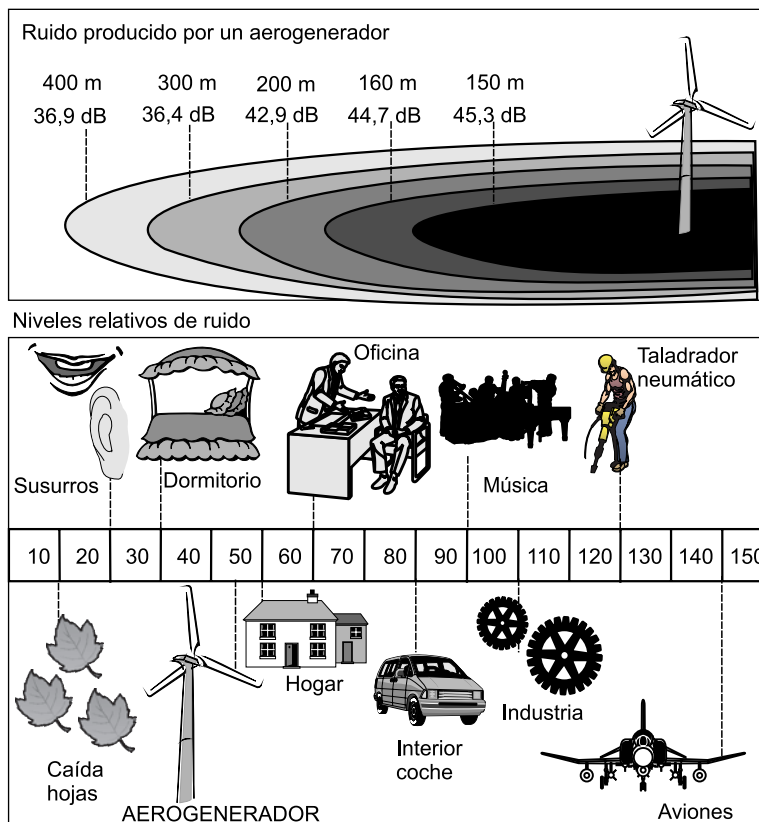 Ruido producido por un aerogenerador
400 m 300 m 200 m 160 m 150 m
36,9 dB 36,4 dB 42,9 dB 44,7 dB 45,3 dB
Niveles relativos de ruido
Oficina
Taladrador
neumático
Susurros
Dormitorio
Música
10 20 30 40 50 60 70 80 90 100 110 120 130 140 150
Hogar
Industria
Interior
coche
Caída
hojas
AEROGENERADOR
Aviones